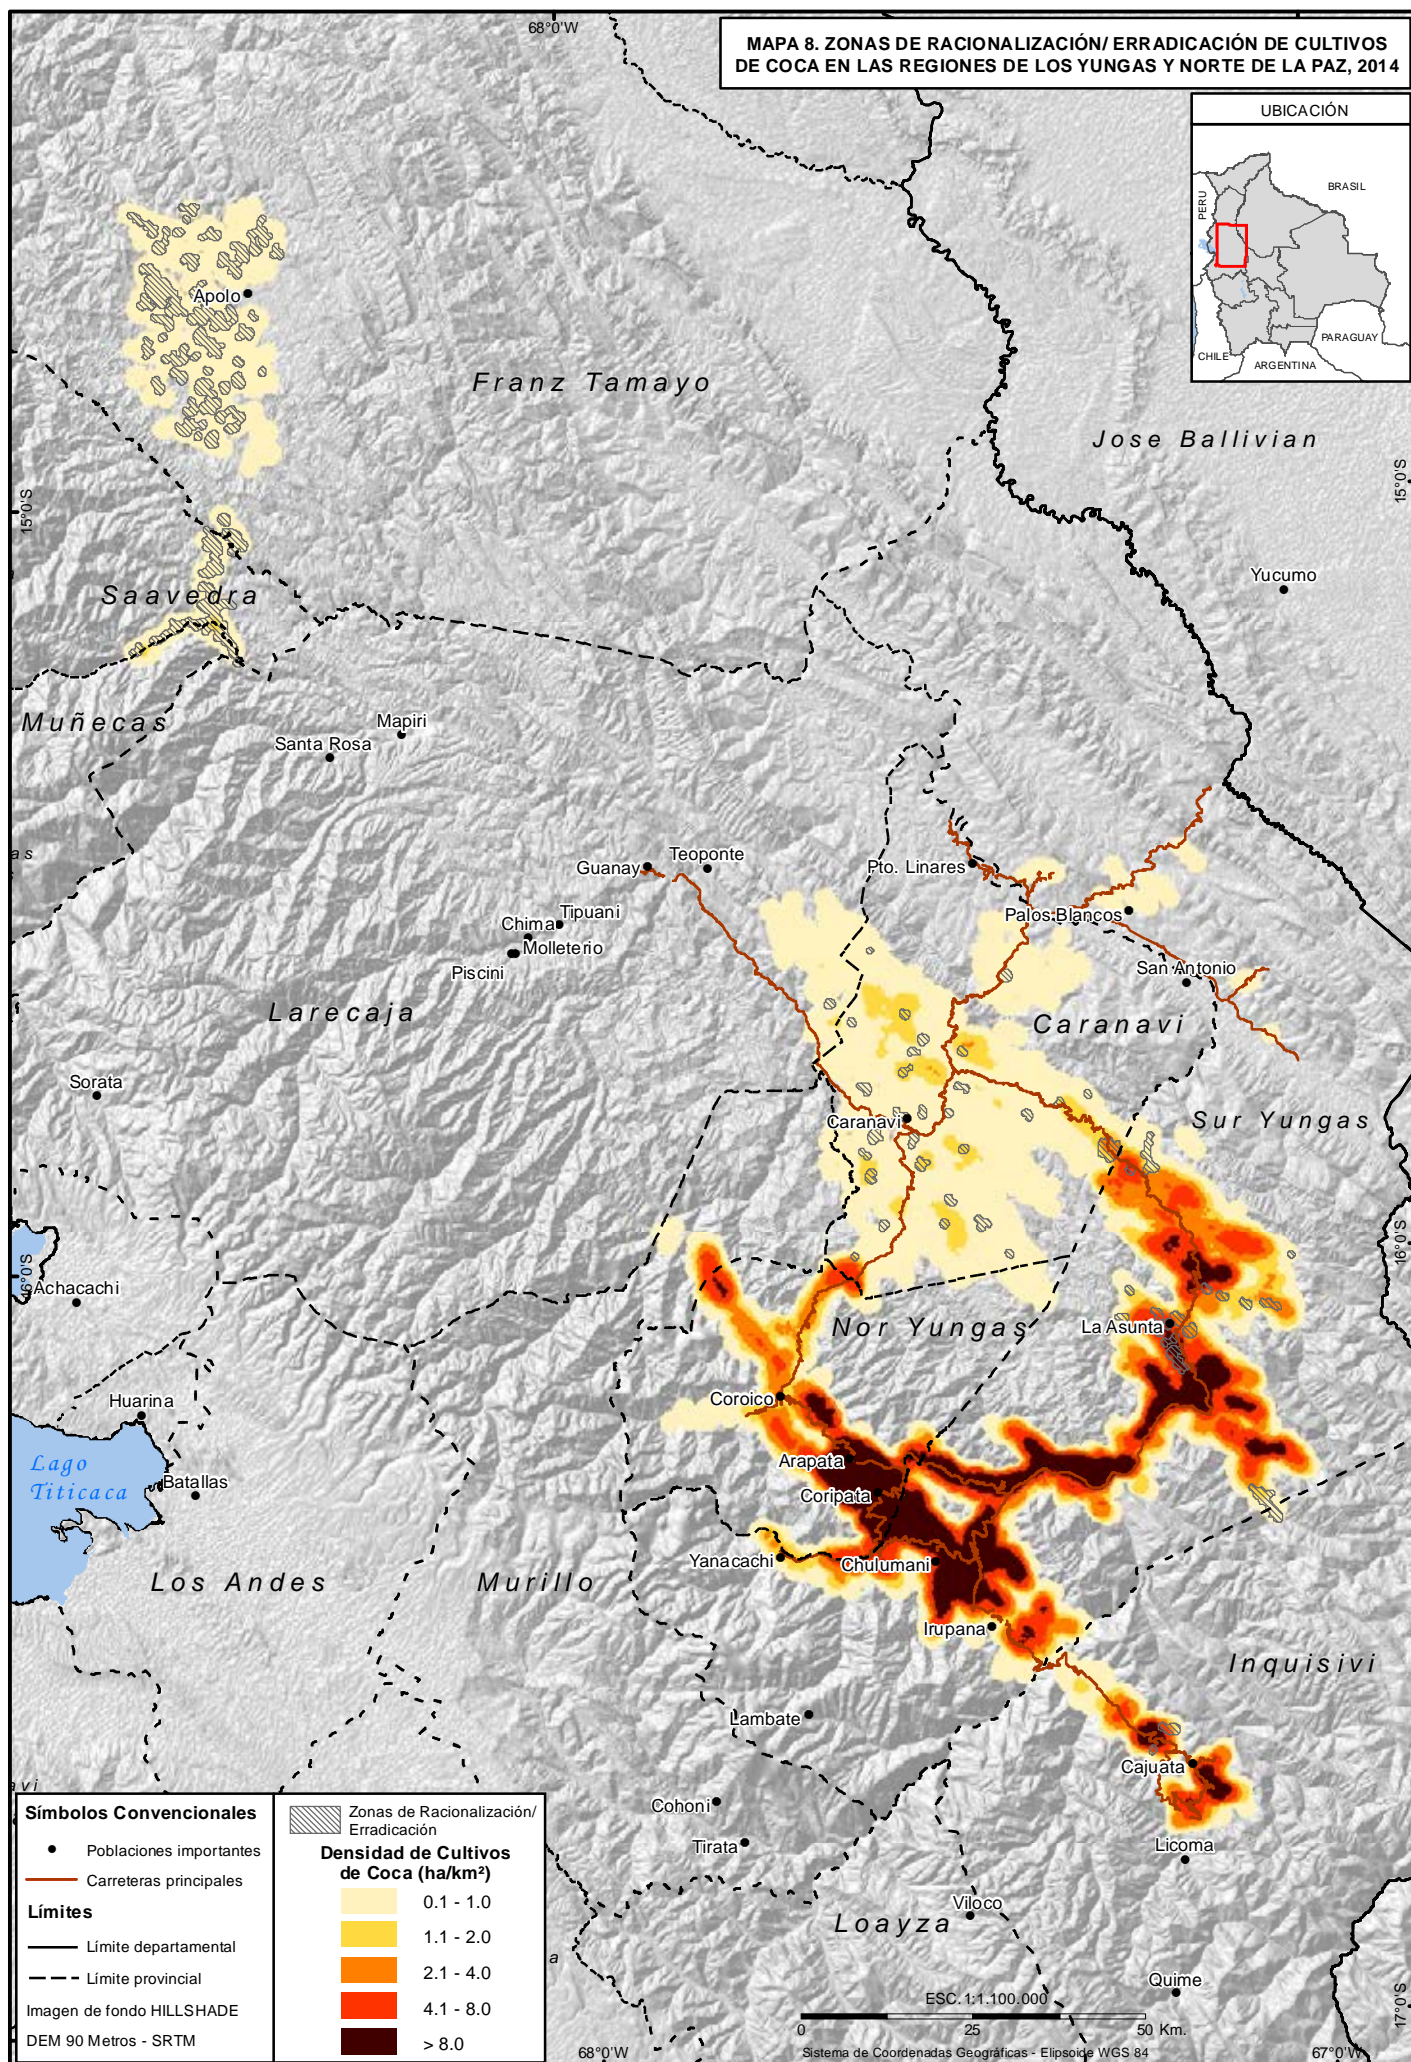 68°0'W
MAPA 8. ZONAS DE RACIONALIZACIÓN/ ERRADICACIÓN DE CULTIVOS
DE COCA EN LAS REGIONES DE LOS YUNGAS Y NORTE DE LA PAZ, 2014
UBICACIÓN
BRASIL
PERU
PARAGUAY
CHILE
ARGENTINA
Apolo
Franz Tamayo
Jose Ballivian
15°0'S
15°0'S
Yucumo
Saavedra
Muñecas
Mapiri
Santa Rosa
as
Guanay
Teoponte
Pto. Linares
Palos Blancos
Tipuani
Chima
Molleterio
Piscini
San Antonio
Larecaja
Caranavi
Sorata
Caranavi
Sur Yungas
16°0'S
16°0'S
Achacachi
Nor Yungas
La Asunta
Coroico
Huarina
Lago
Titicaca
Batallas
Arapata
Coripata
Yanacachi
Chulumani
Los Andes
Murillo
Irupana
Inquisivi
Lambate
Cajuata
avi
Cohoni
Tirata
Licoma
Viloco
Loayza
a
Quime
17°0'S
Símbolos Convencionales
Poblaciones importantes
Carreteras principales
Límites
Límite departamental
Límite provincial
Imagen de fondo HILLSHADE
DEM 90 Metros - SRTM
Zonas de Racionalización/
Erradicación
Densidad de Cultivos
de Coca (ha/km²)
0.1 - 1.0
1.1 - 2.0
2.1 - 4.0
4.1 - 8.0
> 8.0
ESC. 1:1.100.000
0 25 50 Km.
68°0'W
Sistema de Coordenadas Geográficas - Elipsoide WGS 84
67°0'W